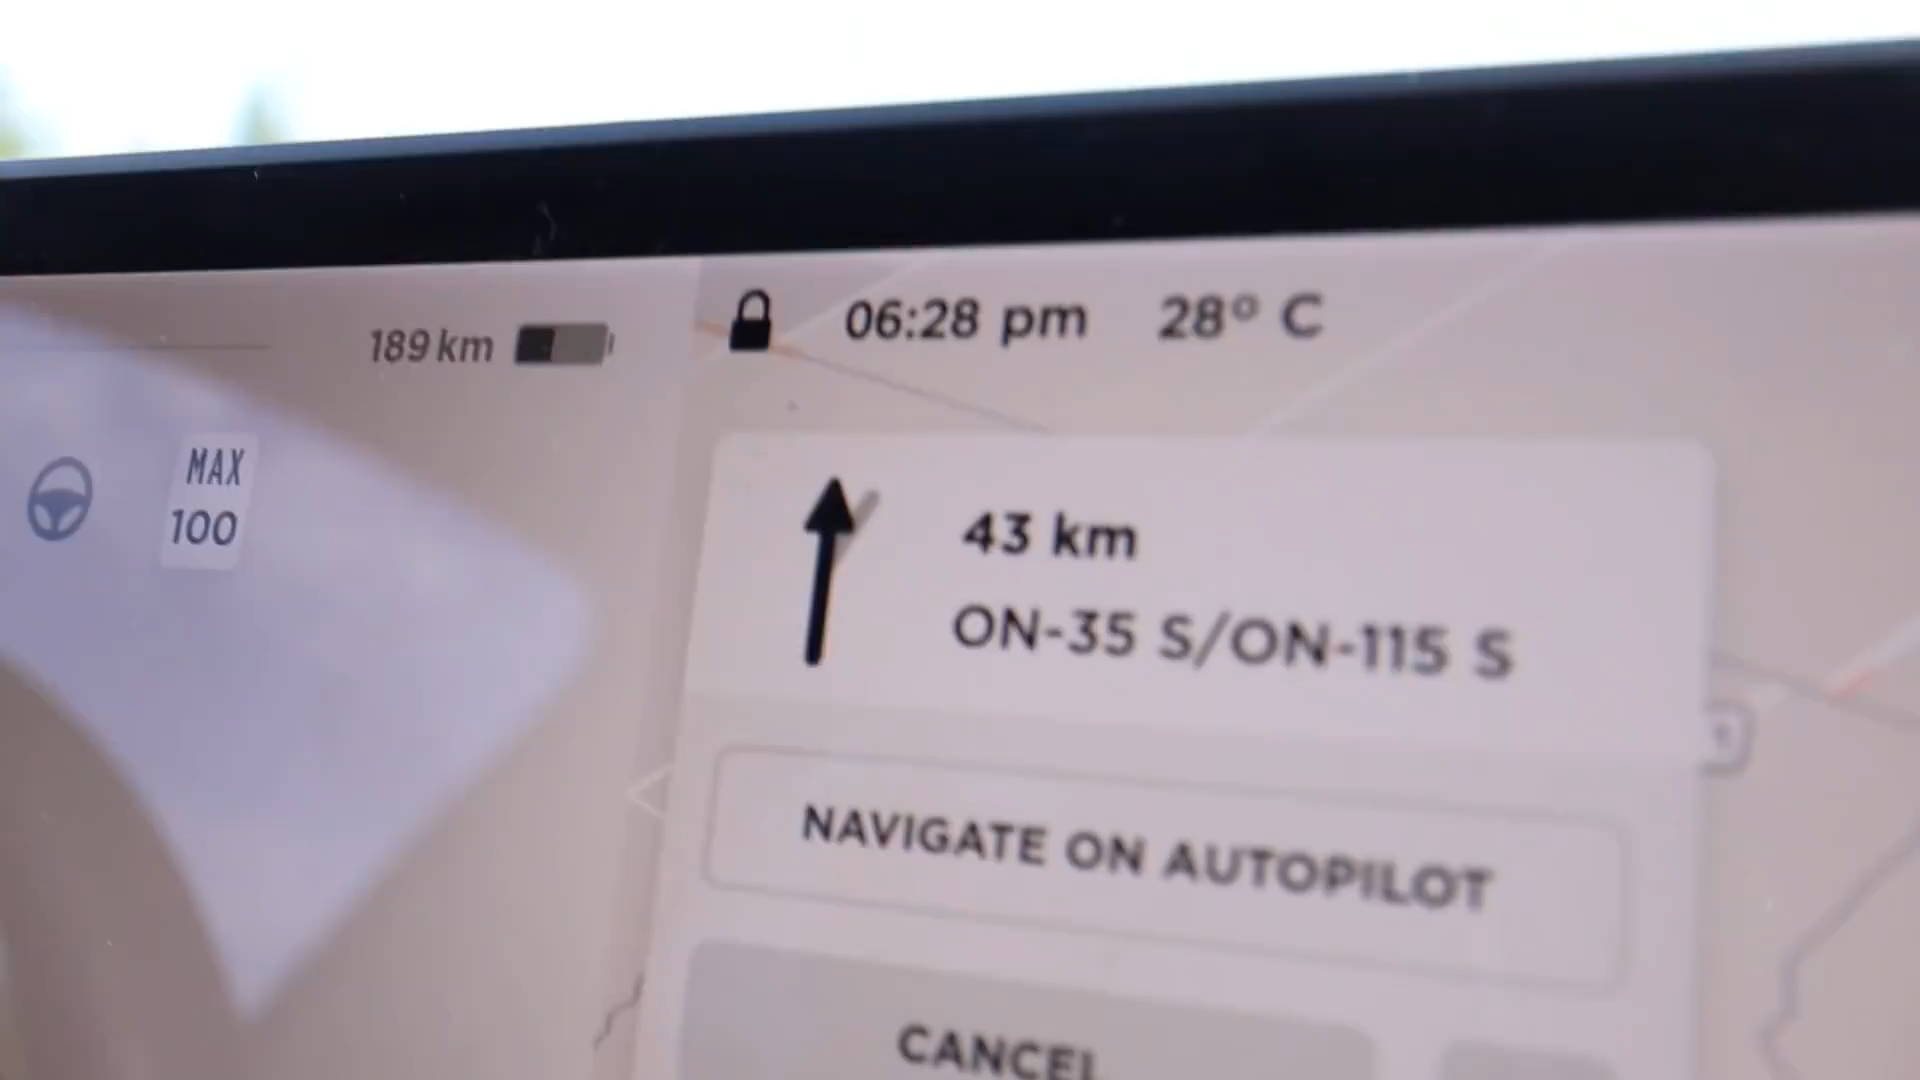 189 km
06:28 pm 28° C
MAX
100
43 km
ON-35 S/ON-115 S
NAVIGATE ON AUTOPILOT
CANCEL